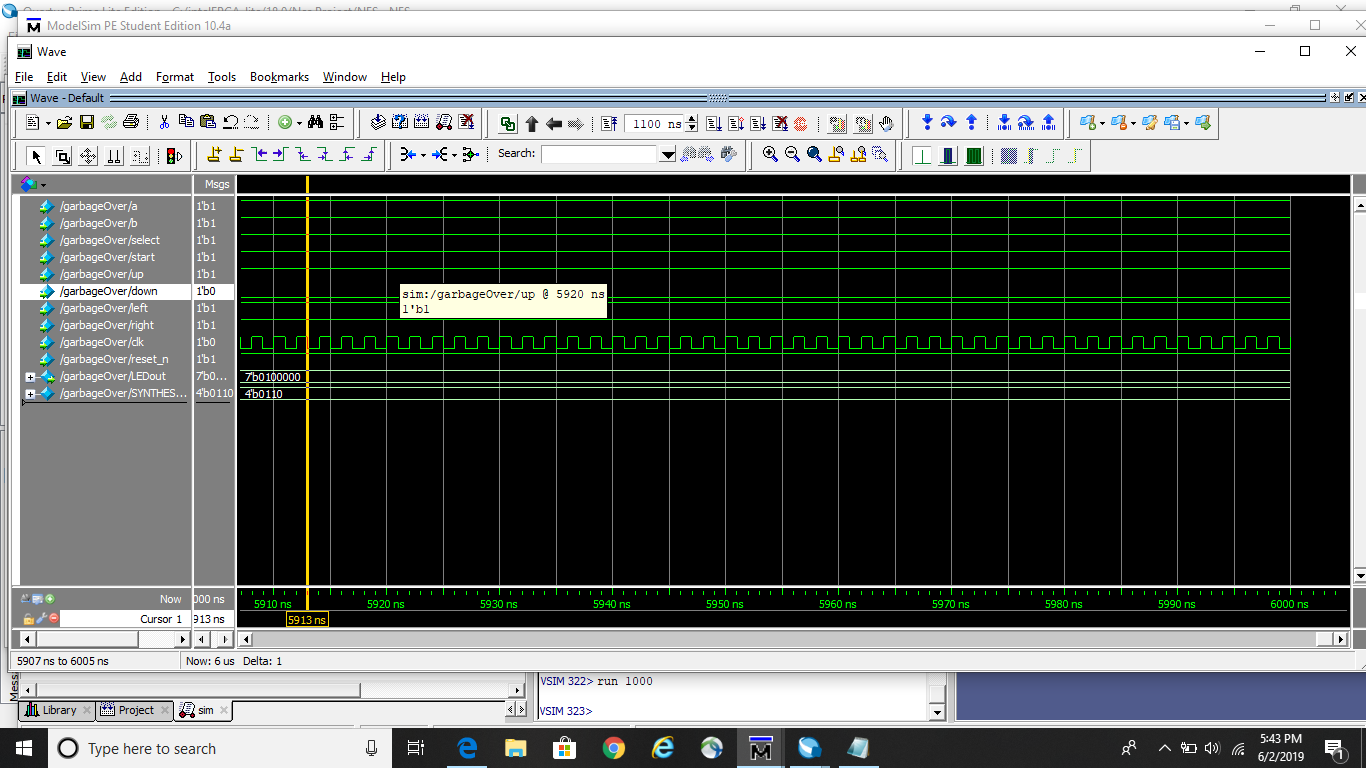 ModelSim PE Student Edition 10.4a
Wave
File Edit View Add Format Tools Bookmarks Window Help
Wave - Default
1100 ns
Search:
Msgs
/garbageOver/a 1'b1
/garbageOver/b 1'b1
/garbageOver/select 1'b1
/garbageOver/start 1'b1
/garbageOver/up 1'b1
/garbageOver/down 1'b0
/garbageOver/left 1'b1
/garbageOver/right 1'b1
/garbageOver/clk 1'b0
/garbageOver/reset_n 1'b1
/garbageOver/LEDout 7'b0... 7'b0100000
/garbageOver/SYNTHES... 4'b0110 4'b0110
sim:/garbageOver/up @ 5920 ns
1'b1
Now 000 ns 5910 ns 5920 ns 5930 ns 5940 ns 5950 ns 5960 ns 5970 ns 5980 ns 5990 ns 6000 ns
Cursor 1 913 ns 5913 ns
5907 ns to 6005 ns Now: 6 us Delta: 1
VSIM 322> run 1000
VSIM 323>
Library Project sim
Type here to search
5:43 PM
6/2/2019